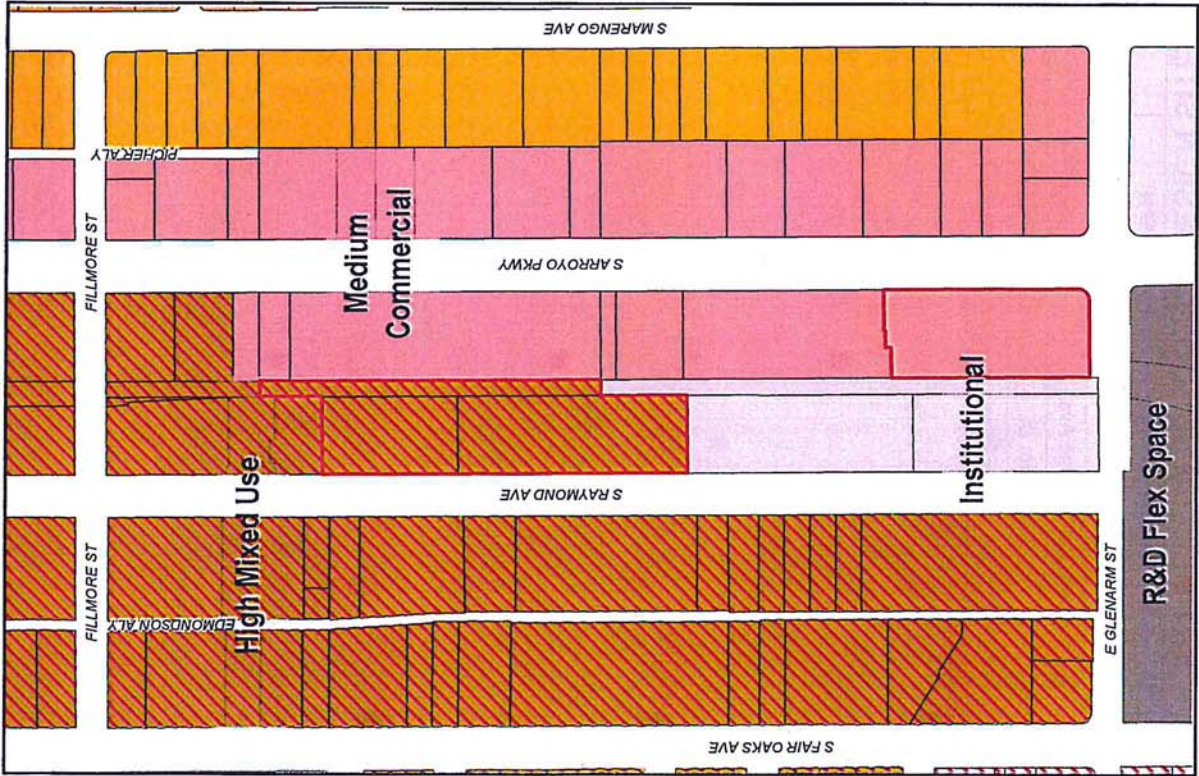 S MARENGO AVE
PICHER ALY
FILLMORE ST
Medium
Commercial
S ARROYO PKWY
Institutional
R&D Flex Space
High Mixed Use
S RAYMOND AVE
FILLMORE ST
EDMONDSON ALY
E GLENARM ST
S FAIR OAKS AVE